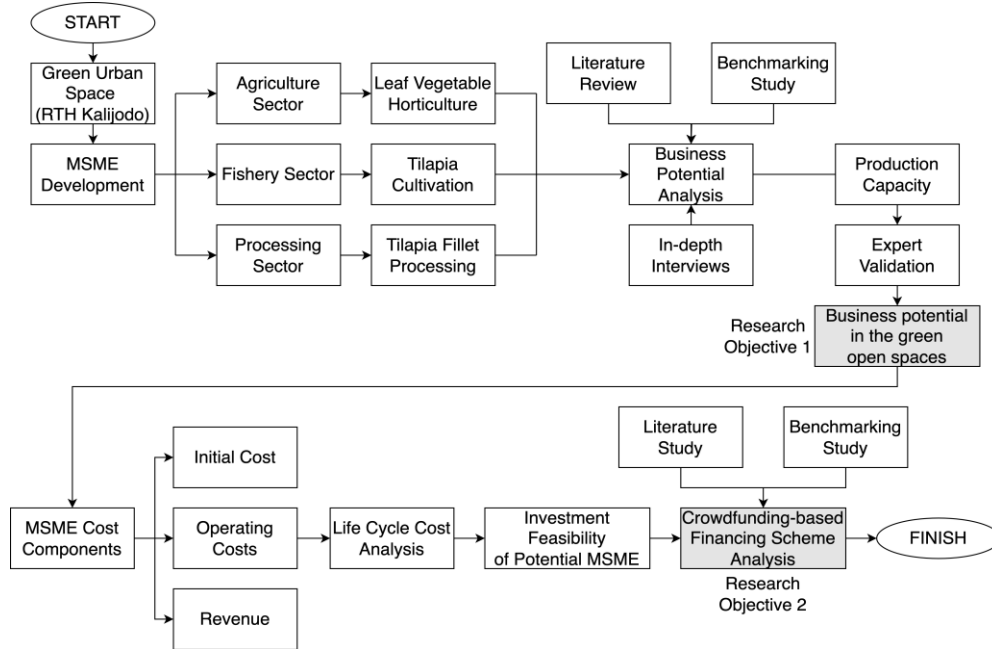 START
Green Urban
Space
(RTH Kalijodo)
MSME
Development
Agriculture
Sector
Leaf Vegetable
Horticulture
Fishery Sector
Tilapia
Cultivation
Processing
Sector
Tilapia Fillet
Processing
Literature
Review
Benchmarking
Study
Business
Potential
Analysis
In-depth
Interviews
Production
Capacity
Expert
Validation
Research
Objective 1
Business potential
in the green
open spaces
MSME Cost
Components
Initial Cost
Operating
Costs
Revenue
Life Cycle Cost
Analysis
Investment
Feasibility
of Potential MSME
Literature
Study
Benchmarking
Study
Crowdfunding-based
Financing Scheme
Analysis
Research
Objective 2
FINISH